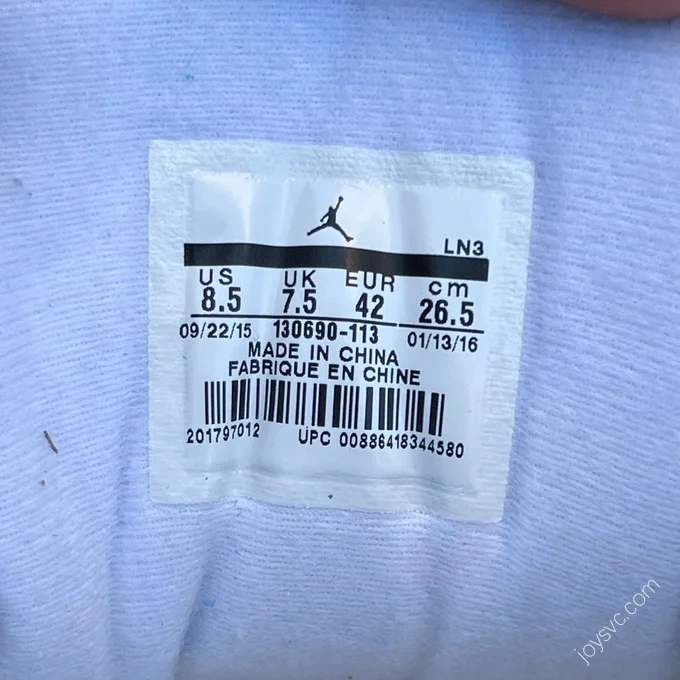 LN3
US UK EUR cm
8.5 7.5 42 26.5
09/22/15 130690-113 01/13/16
MADE IN CHINA
FABRIQUE EN CHINE
201797012 UPC 00886418344580
joysvc.com